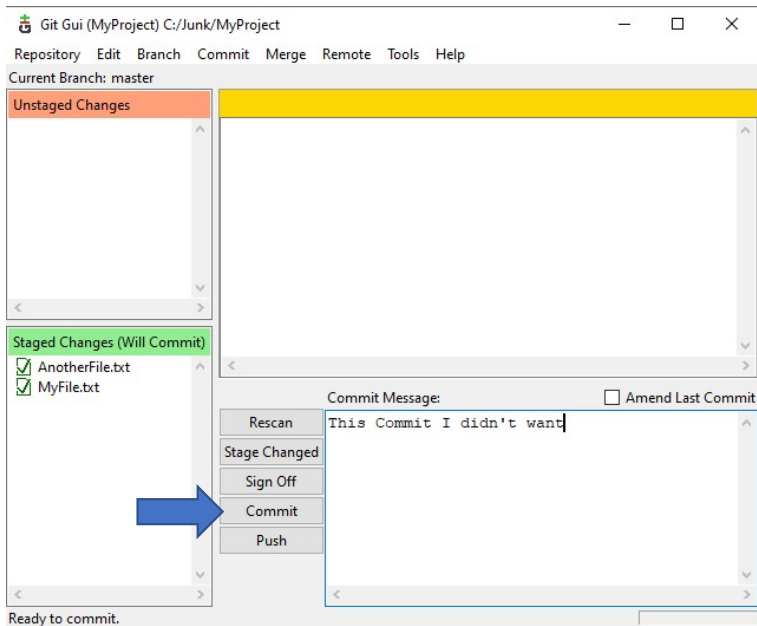 Git Gui (MyProject) C:/Junk/MyProject
Repository Edit Branch Commit Merge Remote Tools Help
Current Branch: master
Unstaged Changes
Staged Changes (Will Commit)
AnotherFile.txt
MyFile.txt
Commit Message:
Amend Last Commit
Rescan
Stage Changed
Sign Off
Commit
Push
This Commit I didn't want
Ready to commit.